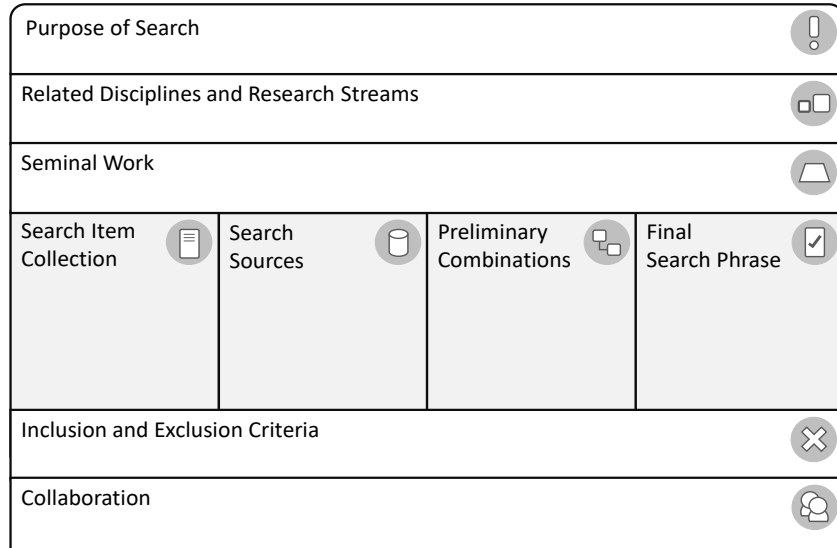 Purpose of Search
Related Disciplines and Research Streams
Seminal Work
Search Item
Collection
Search
Sources
Preliminary
Combinations
Final
Search Phrase
Inclusion and Exclusion Criteria
Collaboration